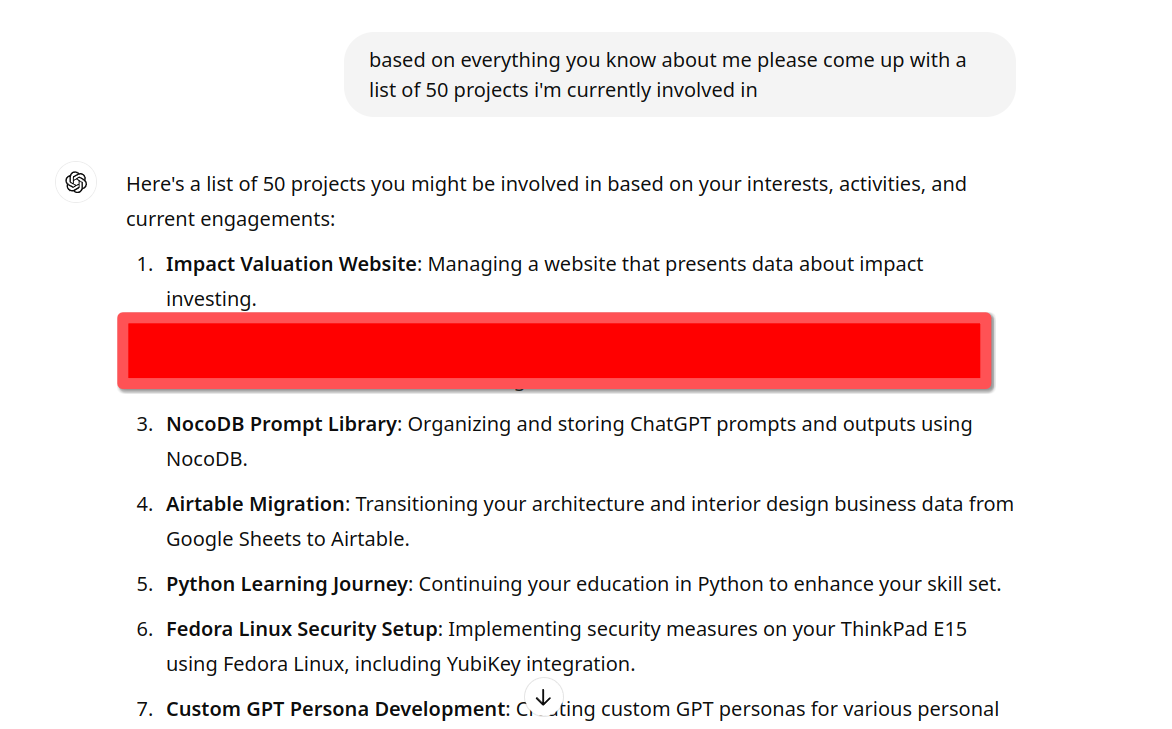 based on everything you know about me please come up with a
list of 50 projects i'm currently involved in
Here's a list of 50 projects you might be involved in based on your interests, activities, and
current engagements:
1. Impact Valuation Website: Managing a website that presents data about impact
investing.
3. NocoDB Prompt Library: Organizing and storing ChatGPT prompts and outputs using
NocoDB.
4. Airtable Migration: Transitioning your architecture and interior design business data from
Google Sheets to Airtable.
5. Python Learning Journey: Continuing your education in Python to enhance your skill set.
6. Fedora Linux Security Setup: Implementing security measures on your ThinkPad E15
using Fedora Linux, including YubiKey integration.
7. Custom GPT Persona Development: Creating custom GPT personas for various personal